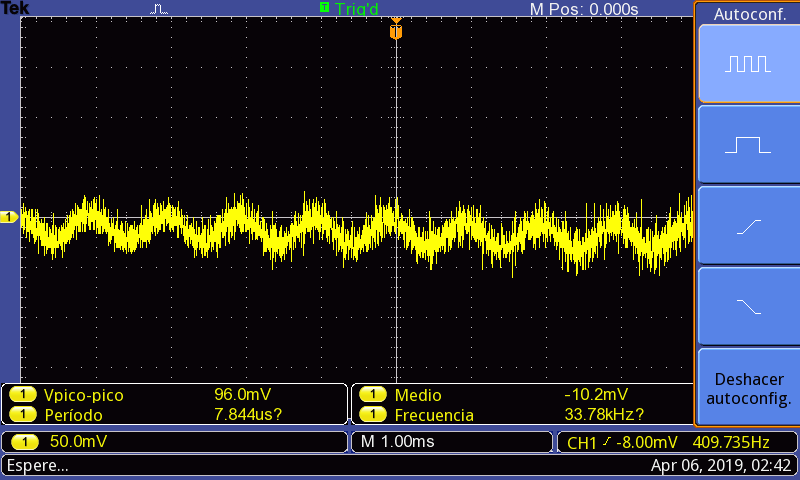 Tek T Trig'd M Pos: 0.000s
Autoconf.
T
1
1 Vpico-pico 96.0mV 1 Medio -10.2mV
1 Período 7.844us? 1 Frecuencia 33.78kHz?
Deshacer
autoconfig.
1 50.0mV M 1.00ms CH1 -8.00mV 409.735Hz
Espere... Apr 06, 2019, 02:42